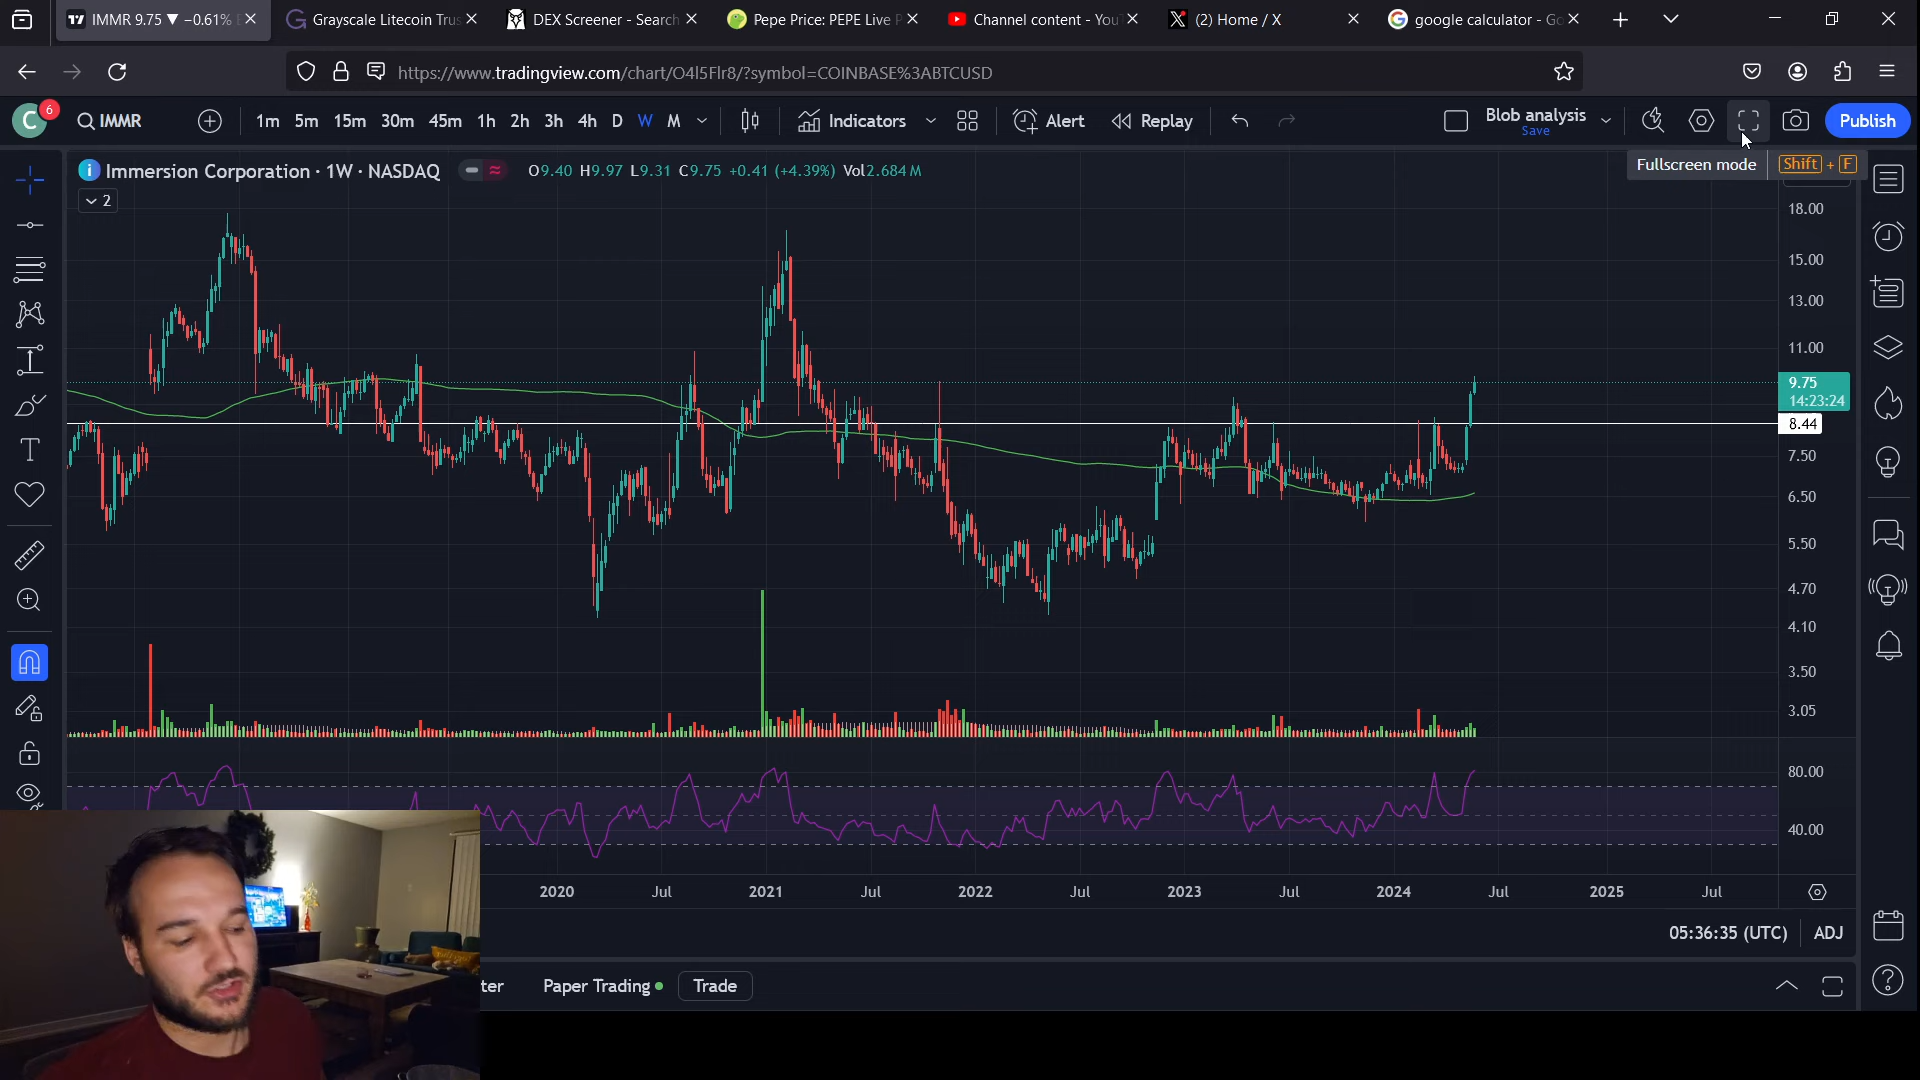 IMMR 9.75 ▼ −0.61%
Grayscale Litecoin Trus
DEX Screener - Search
Pepe Price: PEPE Live P
Channel content - YouT
(2) Home / X
google calculator - Go
https://www.tradingview.com/chart/O4l5Flr8/?symbol=COINBASE%3ABTCUSD
C
6
IMMR
1m 5m 15m 30m 45m 1h 2h 3h 4h D W M
Indicators
Alert
Replay
Blob analysis
Save
Publish
Immersion Corporation · 1W · NASDAQ
O9.40 H9.97 L9.31 C9.75 +0.41 (+4.39%) Vol2.684 M
Fullscreen mode
Shift + F
2
18.00
15.00
13.00
11.00
9.75
14:23:24
8.44
7.50
6.50
5.50
4.70
4.10
3.50
3.05
80.00
40.00
2020 Jul 2021 Jul 2022 Jul 2023 Jul 2024 Jul 2025 Jul
05:36:35 (UTC) ADJ
ter
Paper Trading
Trade